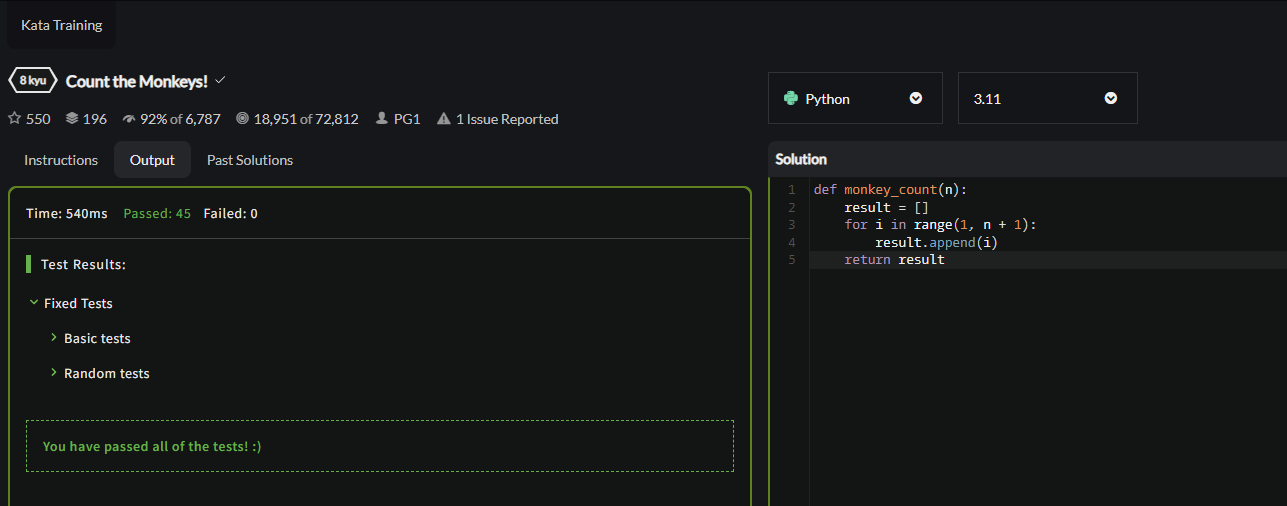 Kata Training
8 kyu Count the Monkeys!
550 196 92% of 6,787 18,951 of 72,812 PG1 1 Issue Reported
Python 3.11
Instructions Output Past Solutions
Solution
Time: 540ms Passed: 45 Failed: 0
Test Results:
Fixed Tests
Basic tests
Random tests
You have passed all of the tests! :)
1 def monkey_count(n):
2     result = []
3     for i in range(1, n + 1):
4         result.append(i)
5     return result